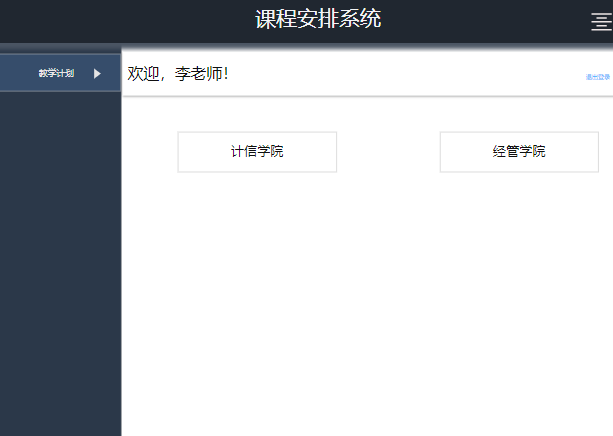 课程安排系统
教学计划
欢迎，李老师！
退出登录
计信学院
经管学院